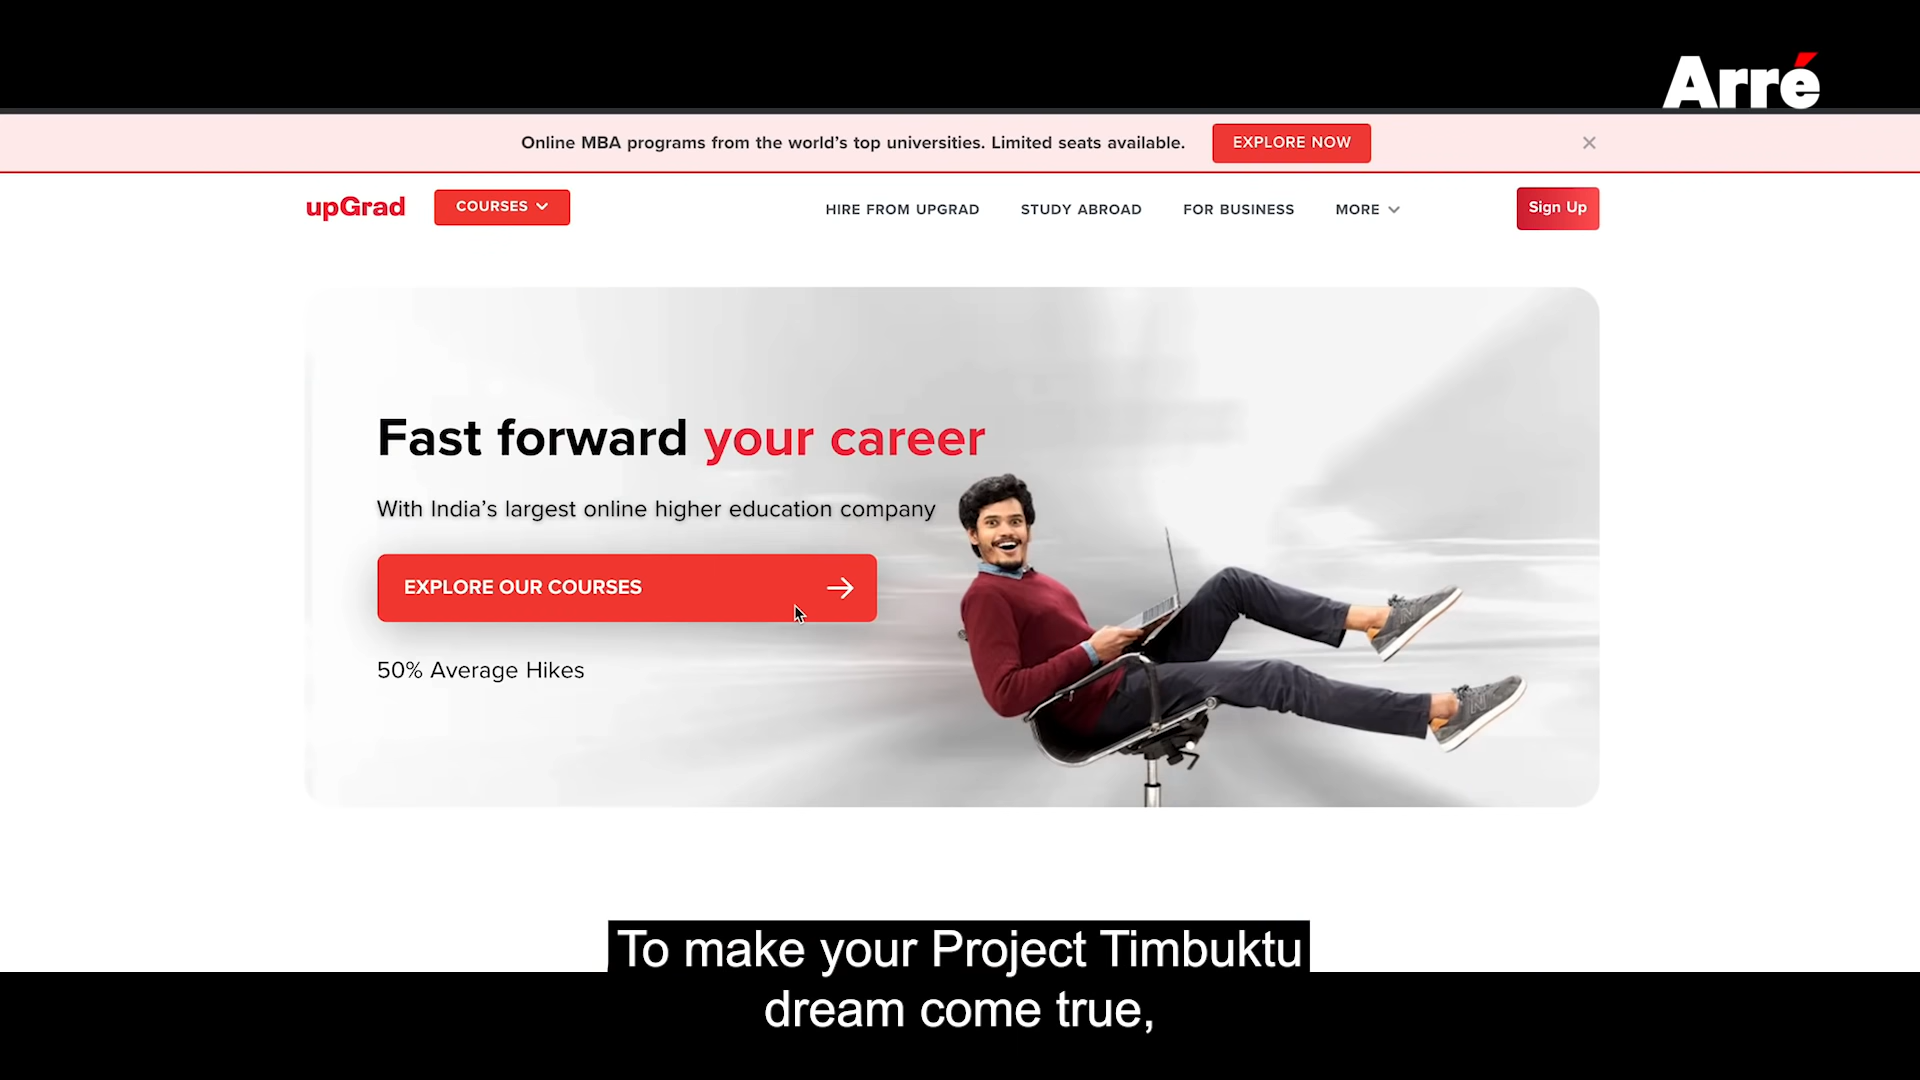 Arré
Online MBA programs from the world’s top universities. Limited seats available. EXPLORE NOW
upGrad COURSES HIRE FROM UPGRAD STUDY ABROAD FOR BUSINESS MORE Sign Up
Fast forward your career
With India’s largest online higher education company
EXPLORE OUR COURSES
50% Average Hikes
To make your Project Timbuktu
dream come true,